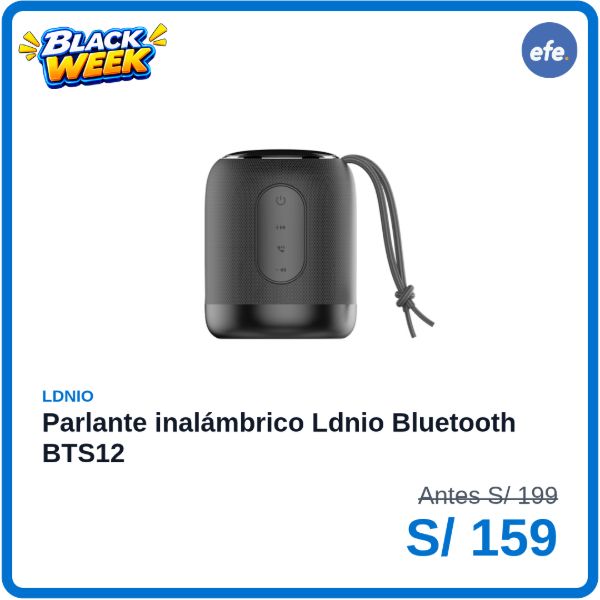 BLACK
WEEK
efe.
LDNIO
Parlante inalámbrico Ldnio Bluetooth
BTS12
Antes S/ 199
S/ 159